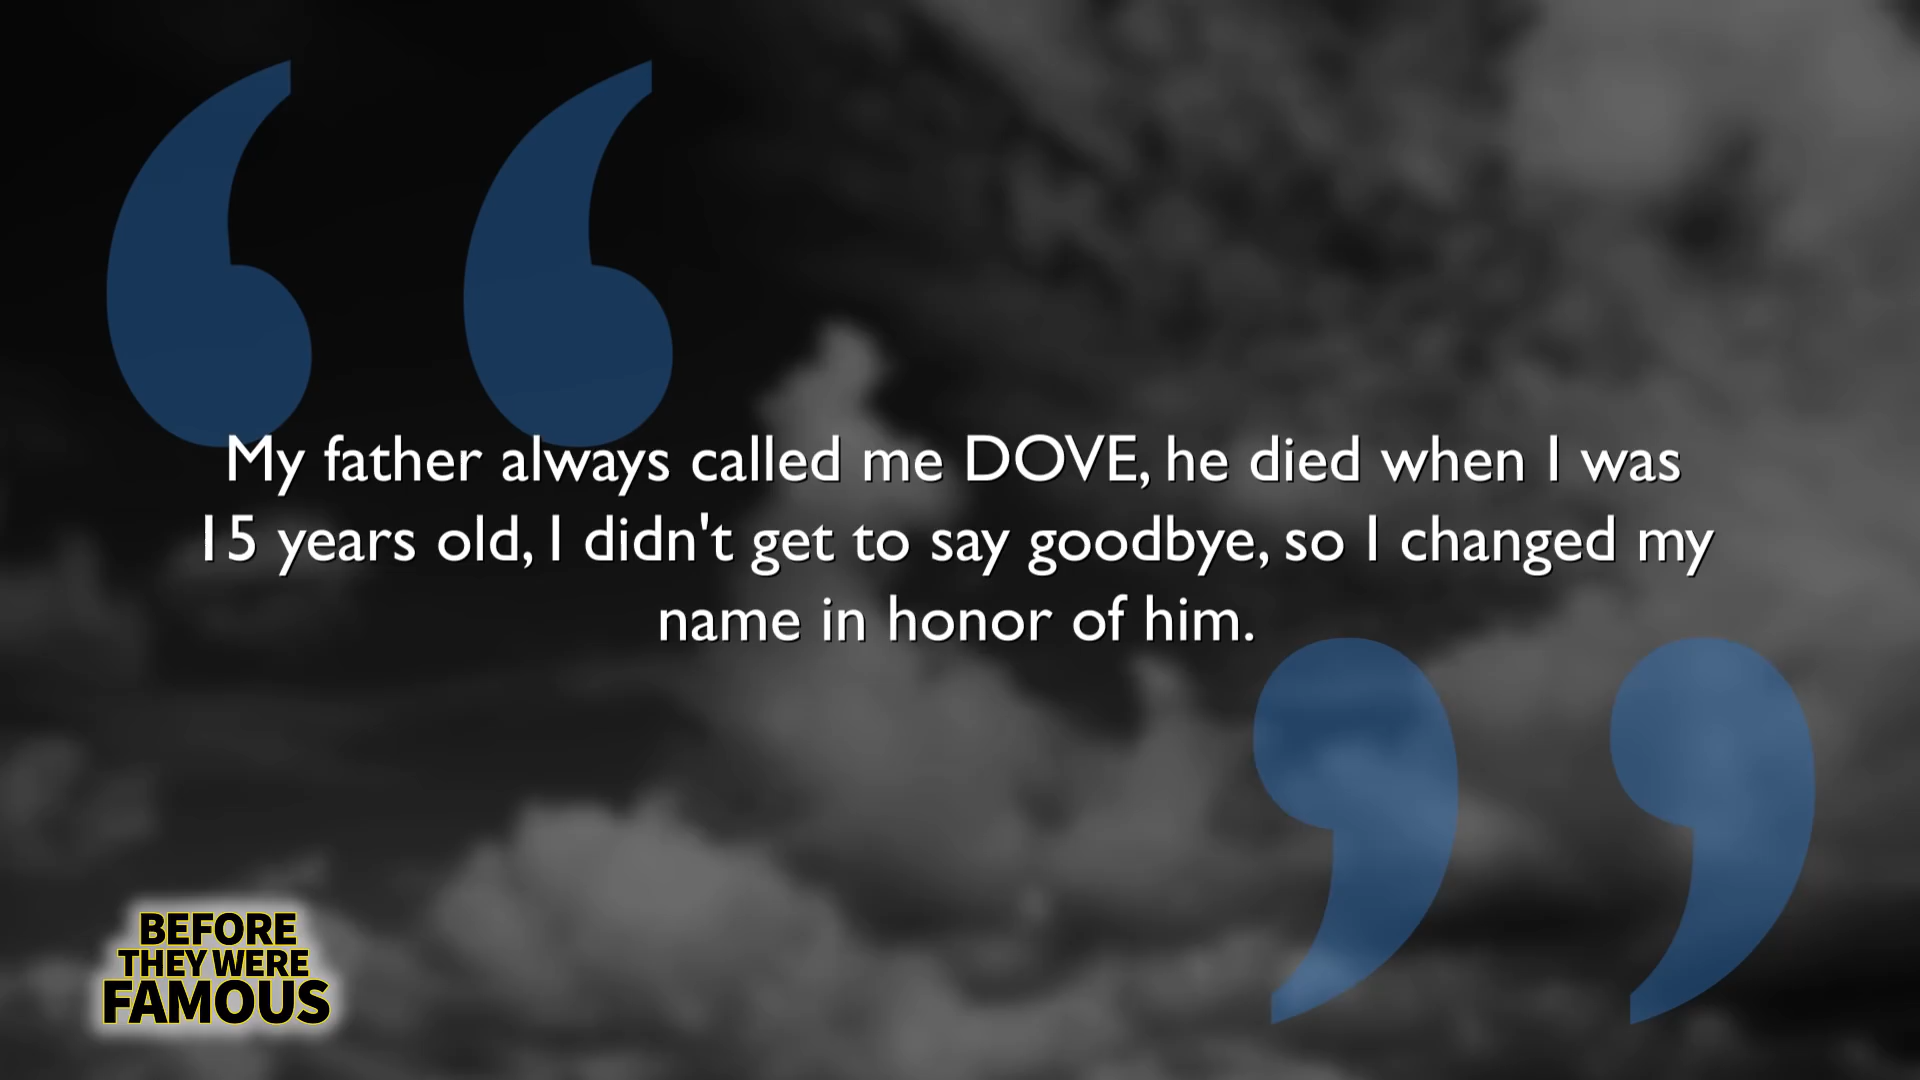 My father always called me DOVE, he died when I was
15 years old, I didn't get to say goodbye, so I changed my
name in honor of him.
BEFORE
THEY WERE
FAMOUS